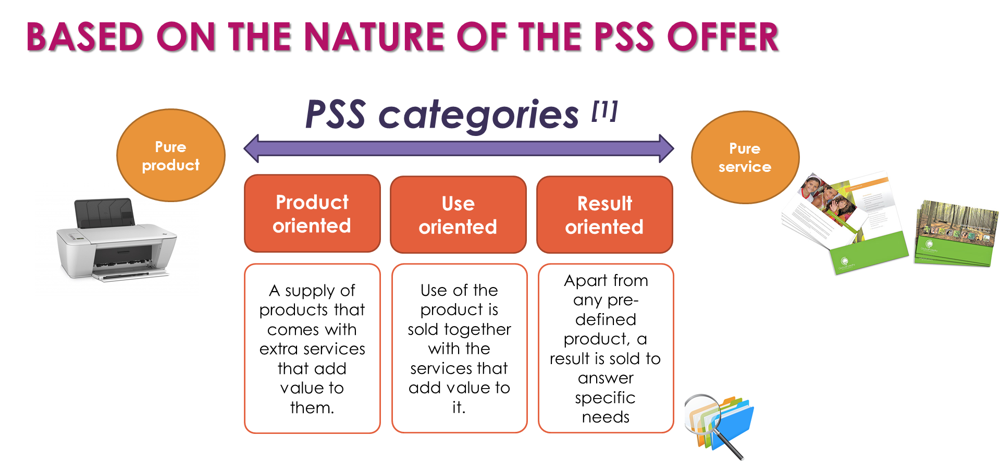 BASED ON THE NATURE OF THE PSS OFFER
PSS categories [1]
Pure
product
Pure
service
Product
oriented
Use
oriented
Result
oriented
A supply of
products that
comes with
extra services
that add
value to
them.
Use of the
product is
sold together
with the
services that
add value to
it.
Apart from
any pre-
defined
product, a
result is sold to
answer
specific
needs